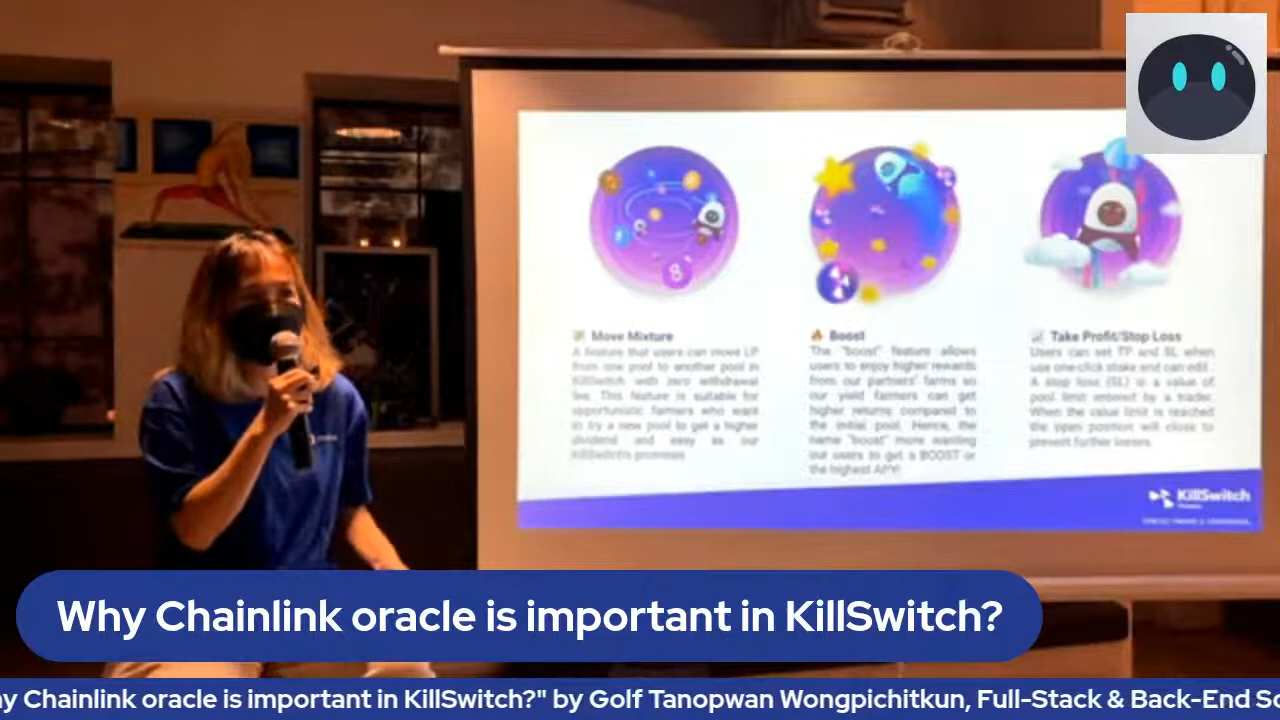 Move Mixture
A feature that users can move LP
from one pool to another pool in
KillSwitch with zero withdrawal
fee. This feature is suitable for
opportunistic farmers who want
to try a new pool to get a higher
dividend and easy as our
KillSwitch's promises
Boost
The "boost" feature allows
users to enjoy higher rewards
from our partners' farms so
our yield farmers can get
higher returns compared to
the initial pool. Hence, the
name "boost" more wanting
our users to get a BOOST or
the highest APY!
Take Profit/Stop Loss
Users can set TP and SL when
use one-click stake and can edit.
A stop loss (SL) is a value of
pool limit entered by a trader.
When the value limit is reached
the open position will close to
prevent further losses.
KillSwitch
Why Chainlink oracle is important in KillSwitch?
ny Chainlink oracle is important in KillSwitch?" by Golf Tanopwan Wongpichitkun, Full-Stack & Back-End So